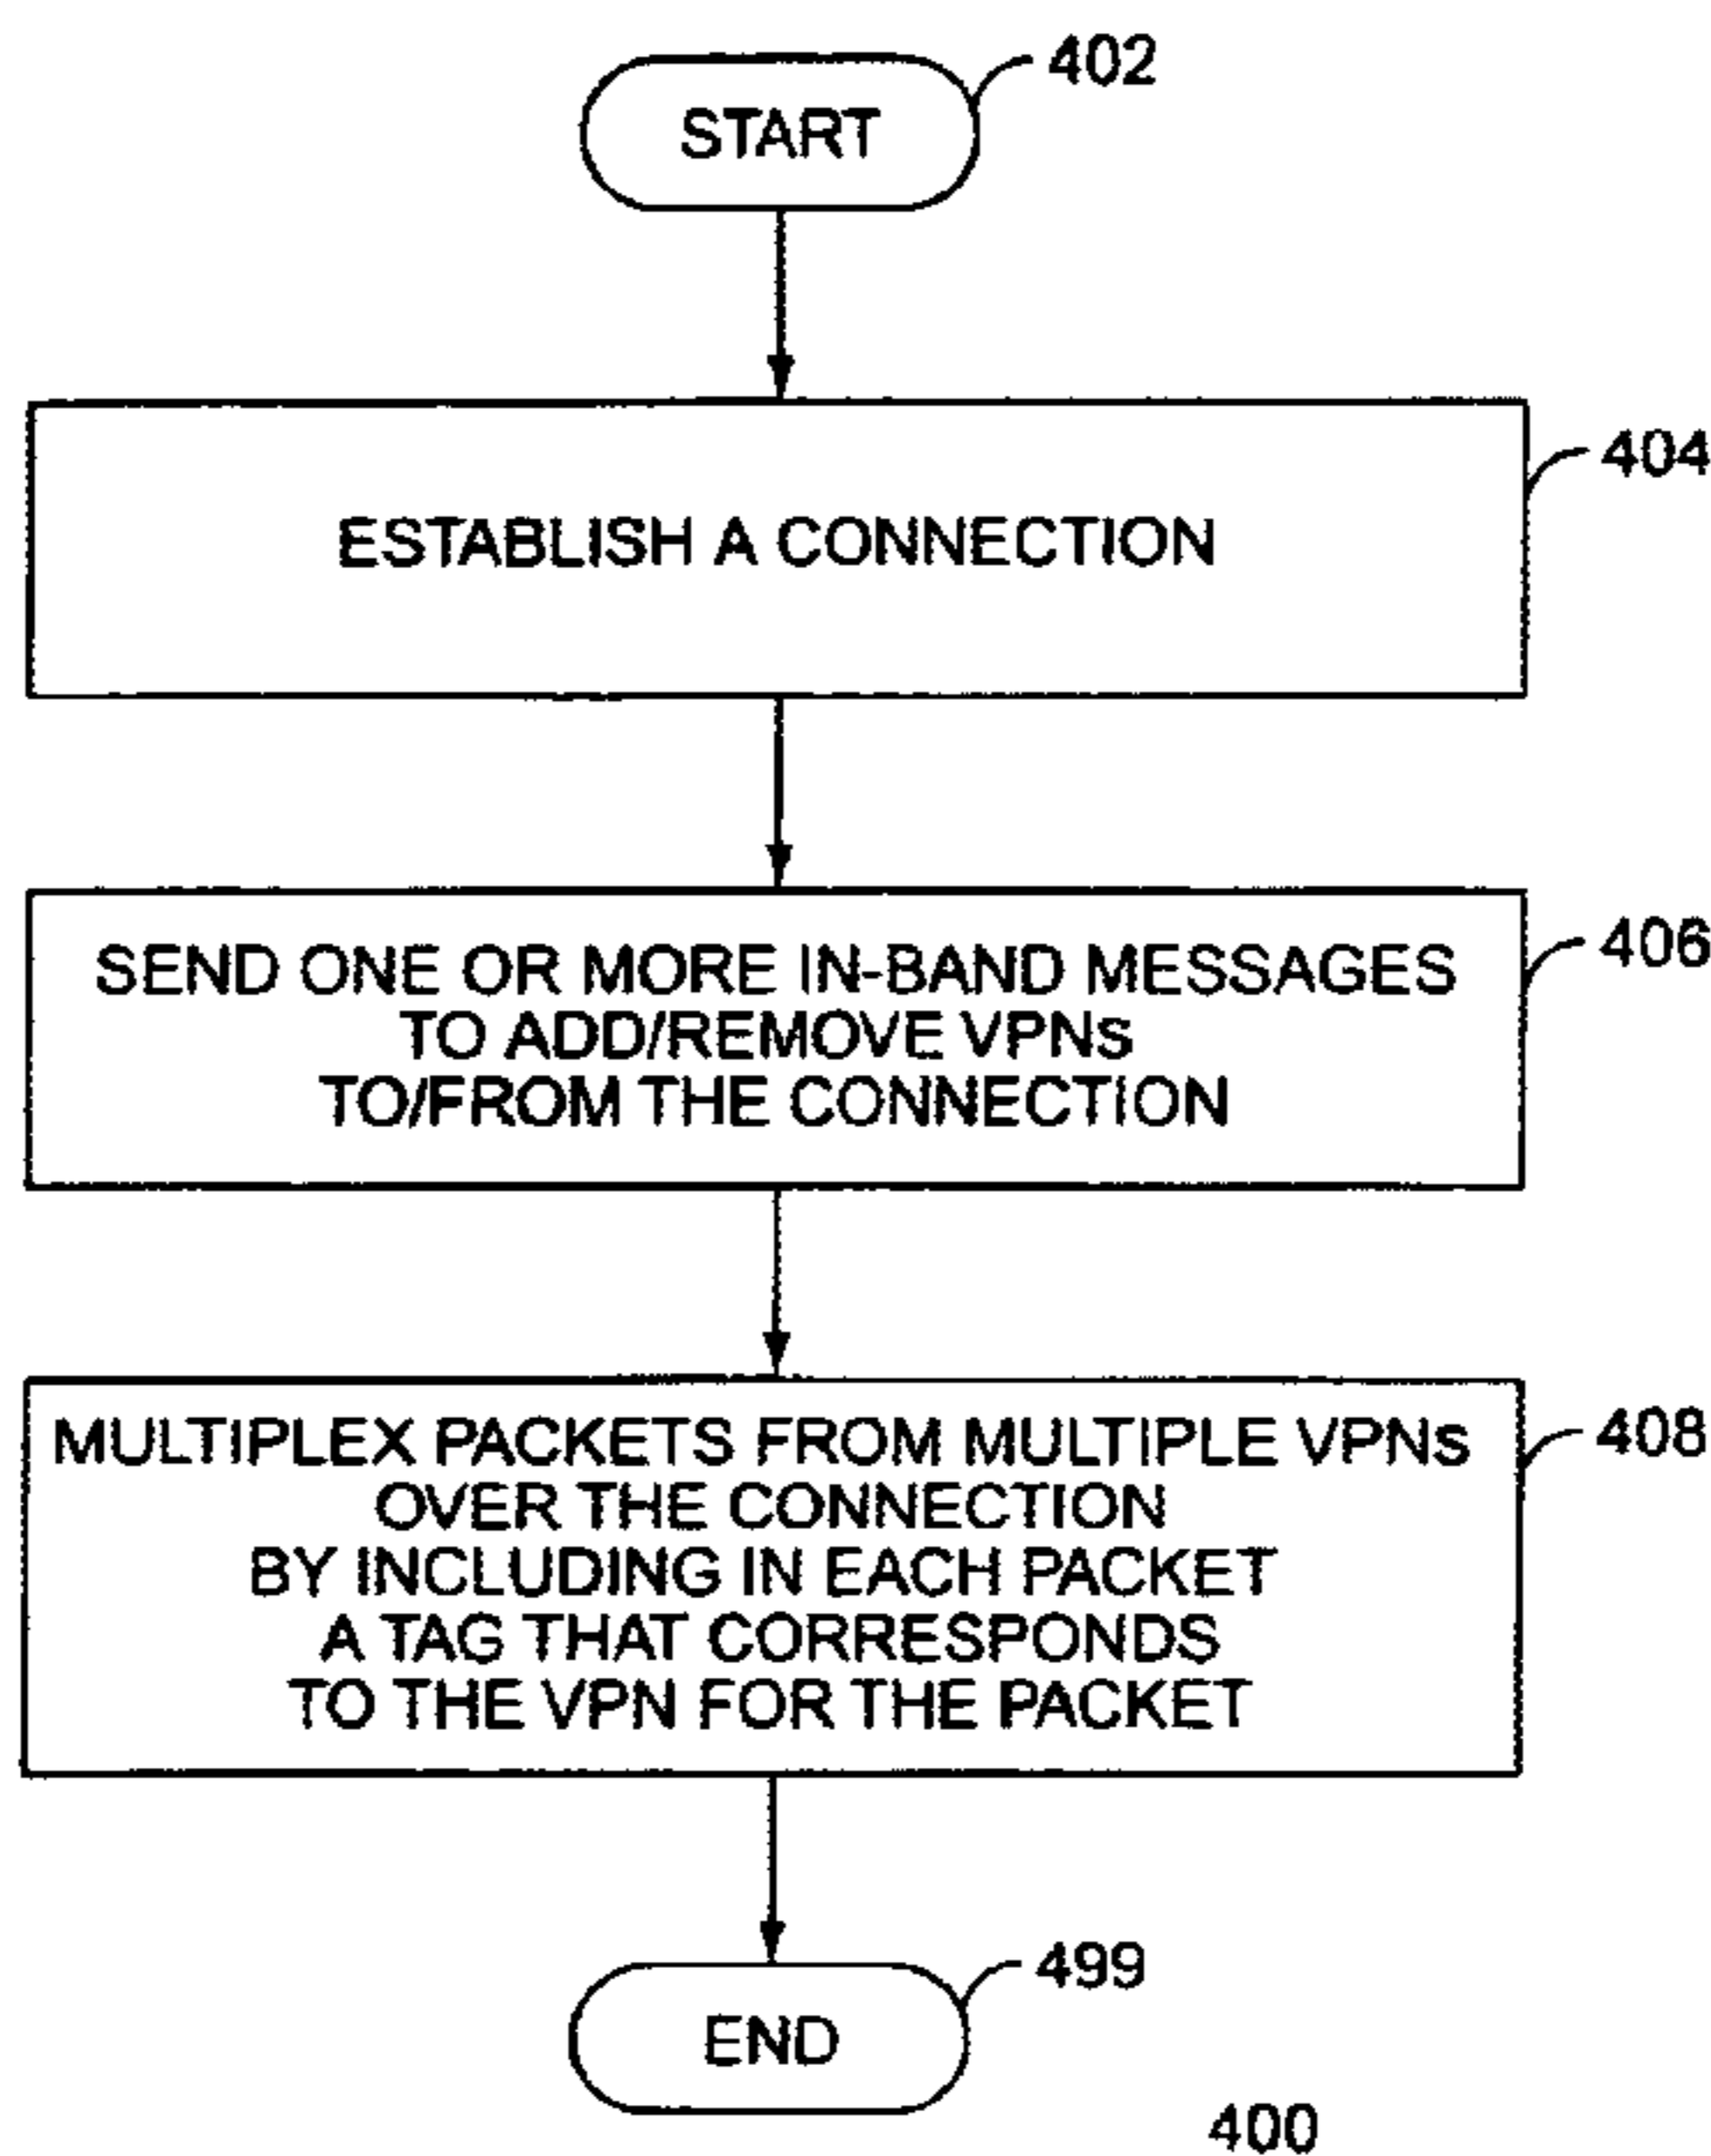 402
START
404
ESTABLISH A CONNECTION
406
SEND ONE OR MORE IN-BAND MESSAGES
TO ADD/REMOVE VPNs
TO/FROM THE CONNECTION
408
MULTIPLEX PACKETS FROM MULTIPLE VPNs
OVER THE CONNECTION
BY INCLUDING IN EACH PACKET
A TAG THAT CORRESPONDS
TO THE VPN FOR THE PACKET
499
END
400